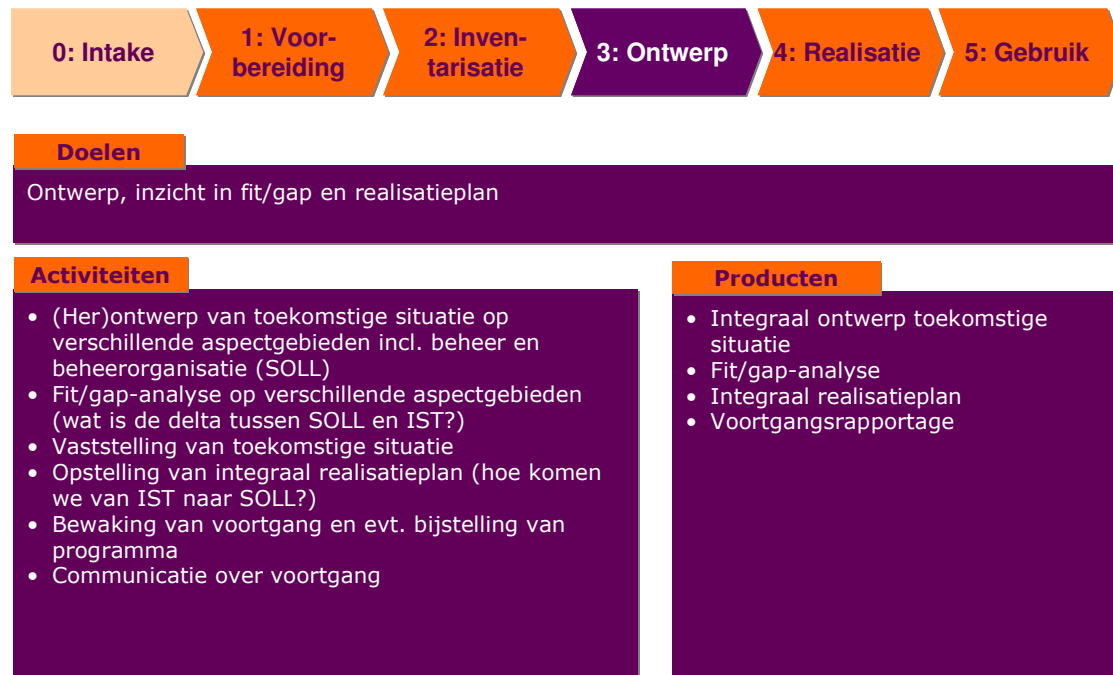 0: Intake
1: Voor-
bereiding
2: Inven-
tarisatie
3: Ontwerp
4: Realisatie
5: Gebruik
Doelen
Ontwerp, inzicht in fit/gap en realisatieplan
Activiteiten
• (Her)ontwerp van toekomstige situatie op
verschillende aspectgebieden incl. beheer en
beheerorganisatie (SOLL)
• Fit/gap-analyse op verschillende aspectgebieden
(wat is de delta tussen SOLL en IST?)
• Vaststelling van toekomstige situatie
• Opstelling van integraal realisatieplan (hoe komen
we van IST naar SOLL?)
• Bewaking van voortgang en evt. bijstelling van
programma
• Communicatie over voortgang
Producten
• Integraal ontwerp toekomstige
situatie
• Fit/gap-analyse
• Integraal realisatieplan
• Voortgangsrapportage